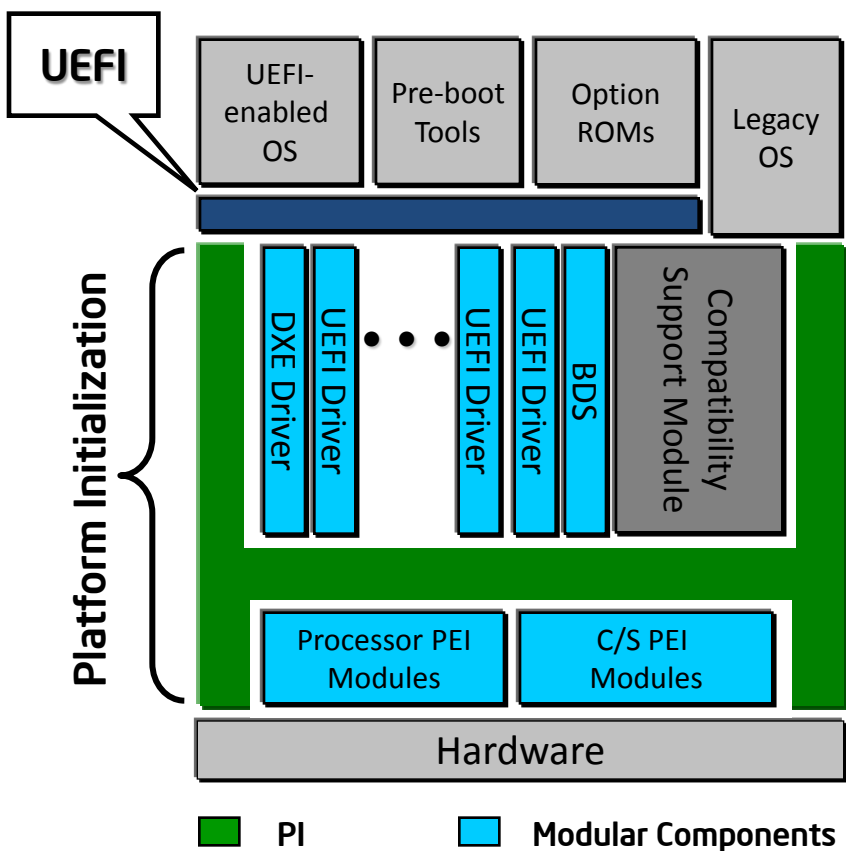 UEFI
UEFI-
enabled
OS
Pre-boot
Tools
Option
ROMs
Legacy
OS
Platform Initialization
DXE Driver
UEFI Driver
UEFI Driver
UEFI Driver
BDS
Compatibility
Support Module
Processor PEI
Modules
C/S PEI
Modules
Hardware
PI
Modular Components